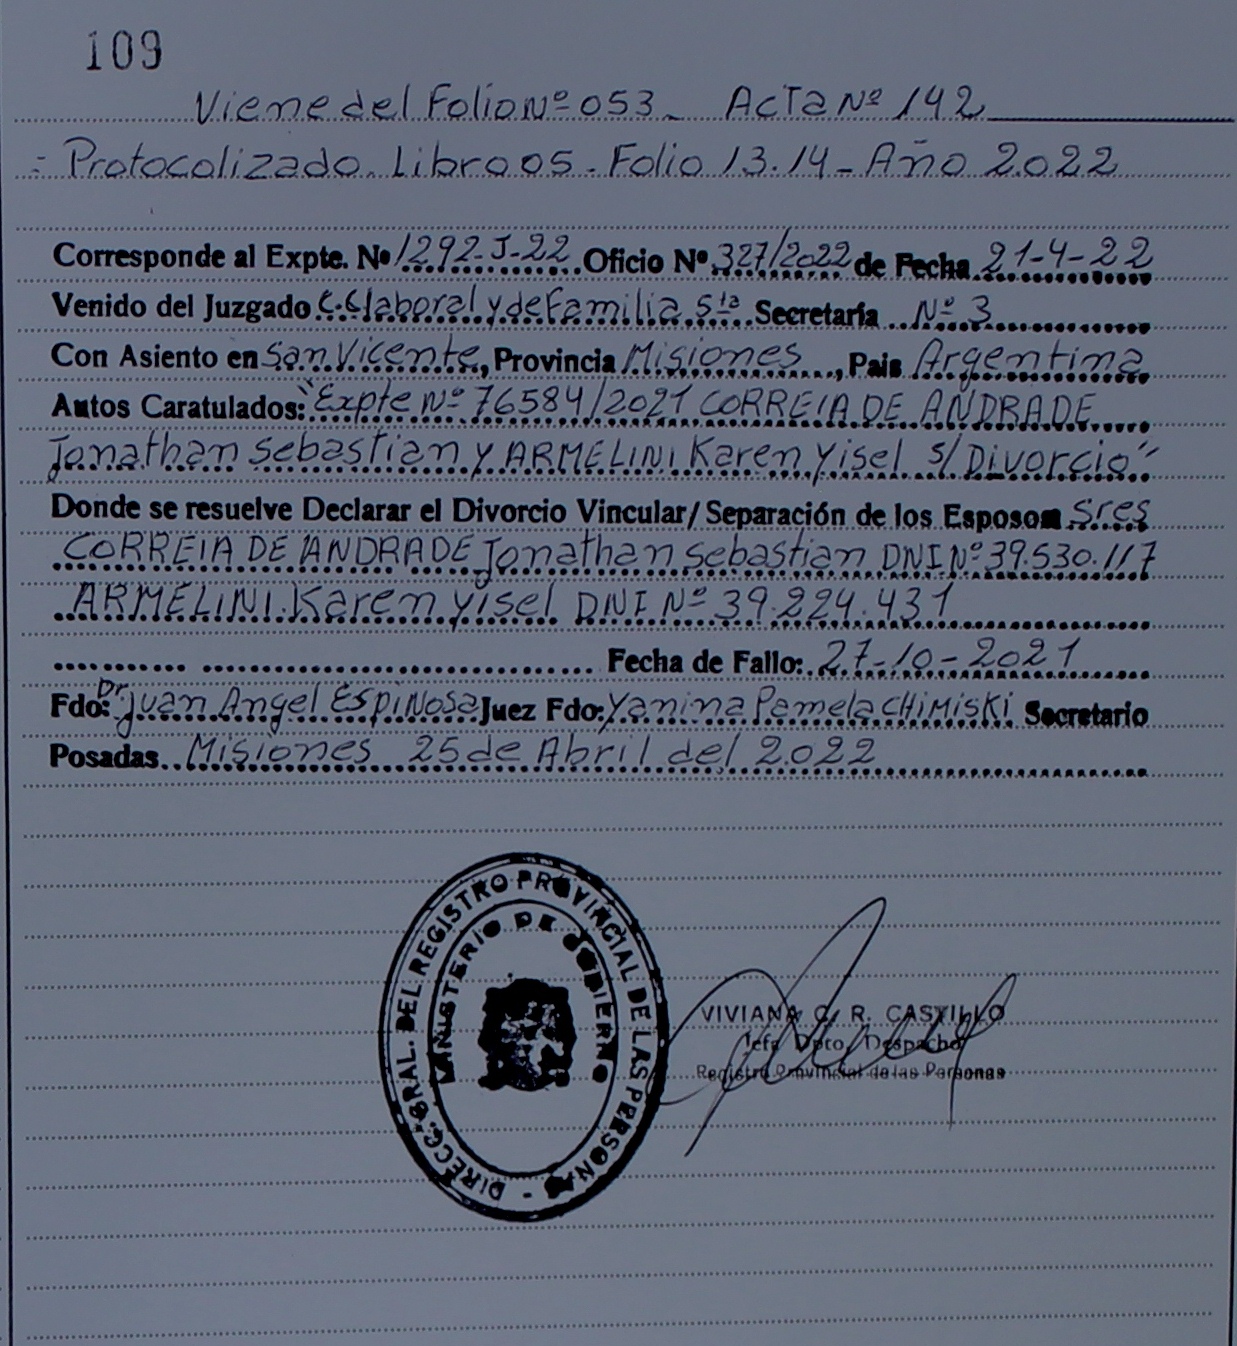 109
Viene del Folio Nº 053_ Acta Nº 142
- Protocolizado. Libro 05. Folio 13.14 - Año 2.022
Corresponde al Expte. Nº 1292-J-22 Oficio Nº 327/2022 de Fecha 21-4-22
Venido del Juzgado C.C laboral y de Familia S/ta Secretaría Nº 3
Con Asiento en San Vicente, Provincia Misiones, Pais Argentina
Autos Caratulados: "Expte Nº 76584/2021 CORREIA DE ANDRADE
Jonathan Sebastian y ARMELINI Karen Yisel s/Divorcio"
Donde se resuelve Declarar el Divorcio Vincular/Separación de los Esposos Sres
CORREIA DE ANDRADE Jonathan Sebastian DNI Nº 39.530.117
ARMELINI Karen Yisel DNI Nº 39.224.431
Fecha de Fallo: 27-10-2021
Fdo: Dr. Juan Angel Espinosa Juez Fdo: Yanina Pamela CHIMISKI Secretario
Posadas Misiones 25 de Abril del 2.022
DIRECC. GRAL. DEL REGISTRO PROVINCIAL DE LAS PERSONAS -
MINISTERIO DE GOBIERNO
VIVIANA C. R. CASTILLO
Jefa Dpto. Despacho
Registro Provincial de las Personas